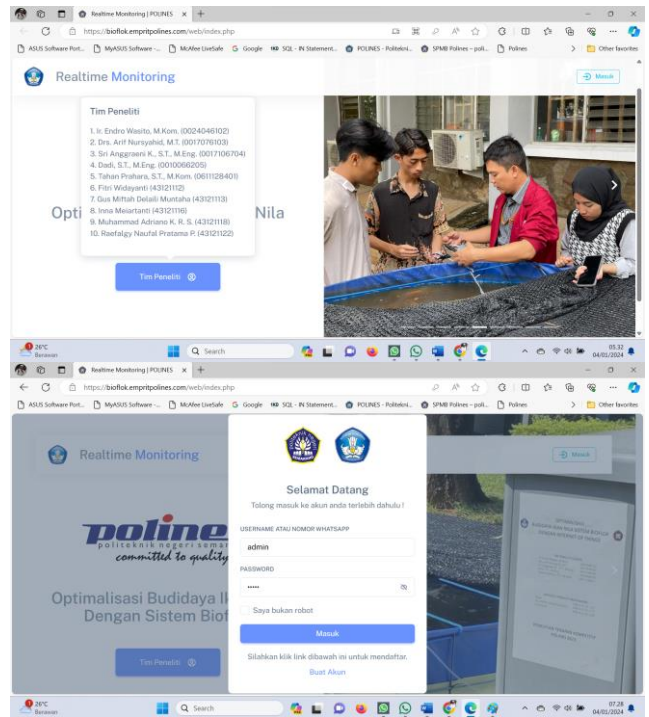 Realtime Monitoring | POLINES
https://bioflok.empritpolines.com/web/index.php
ASUS Software Port... MyASUS Software -... McAfee LiveSafe Google SQL - IN Statement... POLINES - Politekni... SPMB Polines – poli... Polines Other favorites
Realtime Monitoring
Masuk
Tim Peneliti
1. Ir. Endro Wasito, M.Kom. (0024046102)
2. Drs. Arif Nursyahid, M.T. (0017076103)
3. Sri Anggraeni K., S.T., M.Eng. (0017106704)
4. Dadi, S.T., M.Eng. (0010066205)
5. Tahan Prahara, S.T., M.Kom. (0611128401)
6. Fitri Widayanti (43121112)
7. Gus Miftah Delaili Muntaha (43121113)
8. Inna Meiartanti (43121116)
9. Muhammad Adriano K. R. S. (43121118)
10. Raefalgy Naufal Pratama P. (43121122)
Opti Nila
Tim Peneliti
26°C
Berawan
Search
05.32
04/01/2024
Realtime Monitoring | POLINES
https://bioflok.empritpolines.com/web/index.php
ASUS Software Port... MyASUS Software -... McAfee LiveSafe Google SQL - IN Statement... POLINES - Politekni... SPMB Polines – poli... Polines Other favorites
Realtime Monitoring
Masuk
poline
politeknik negeri semar
committed to quality
Optimalisasi Budidaya I
Dengan Sistem Biof
Tim Peneliti
Selamat Datang
Tolong masuk ke akun anda terlebih dahulu !
USERNAME ATAU NOMOR WHATSAPP
admin
PASSWORD
•••••
Saya bukan robot
Masuk
Silahkan klik link dibawah ini untuk mendaftar.
Buat Akun
26°C
Berawan
Search
07.28
04/01/2024